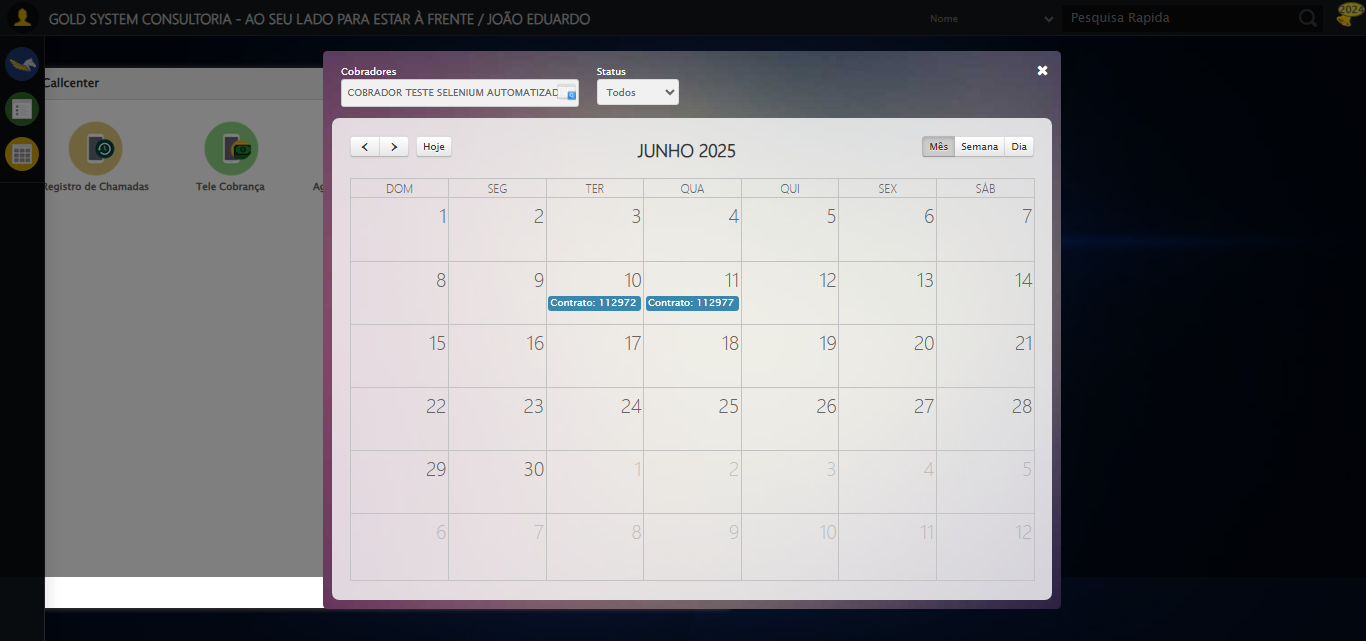 GOLD SYSTEM CONSULTORIA - AO SEU LADO PARA ESTAR À FRENTE / JOÃO EDUARDO
Nome
Pesquisa Rapida
2024
Callcenter
Registro de Chamadas
Tele Cobrança
Ag
Cobradores
Status
COBRADOR TESTE SELENIUM AUTOMATIZAD
Todos
< > Hoje
JUNHO 2025
Mês Semana Dia
DOM SEG TER QUA QUI SEX SÁB
1 2 3 4 5 6 7
8 9 10 11 12 13 14
Contrato: 112972 Contrato: 112977
15 16 17 18 19 20 21
22 23 24 25 26 27 28
29 30 1 2 3 4 5
6 7 8 9 10 11 12